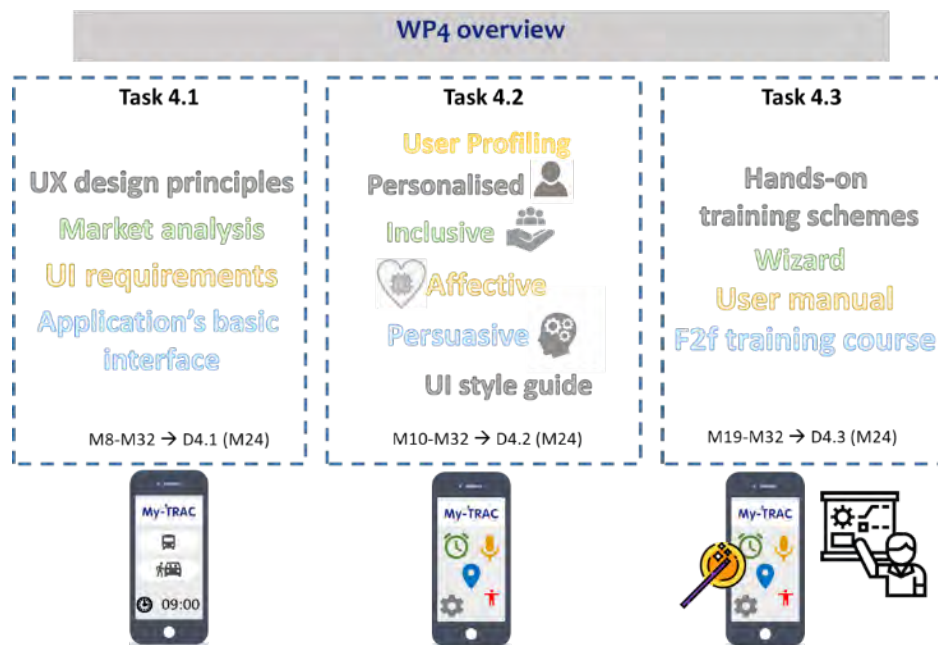 WP4 overview
Task 4.1
UX design principles
Market analysis
UI requirements
Application's basic
interface
M8-M32 → D4.1 (M24)
My-TRAC
09:00
Task 4.2
User Profiling
Personalised
Inclusive
Affective
Persuasive
UI style guide
M10-M32 → D4.2 (M24)
My-TRAC
Task 4.3
Hands-on
training schemes
Wizard
User manual
F2f training course
M19-M32 → D4.3 (M24)
My-TRAC